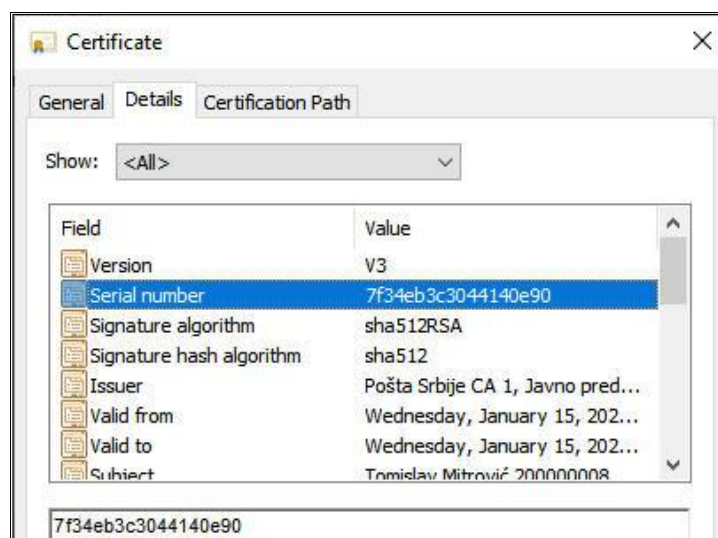 Certificate
General Details Certification Path
Show: <All>
Field Value
Version V3
Serial number 7f34eb3c3044140e90
Signature algorithm sha512RSA
Signature hash algorithm sha512
Issuer Pošta Srbije CA 1, Javno pred...
Valid from Wednesday, January 15, 202...
Valid to Wednesday, January 15, 202...
Subject Tomislav Mitrović 200000008
7f34eb3c3044140e90